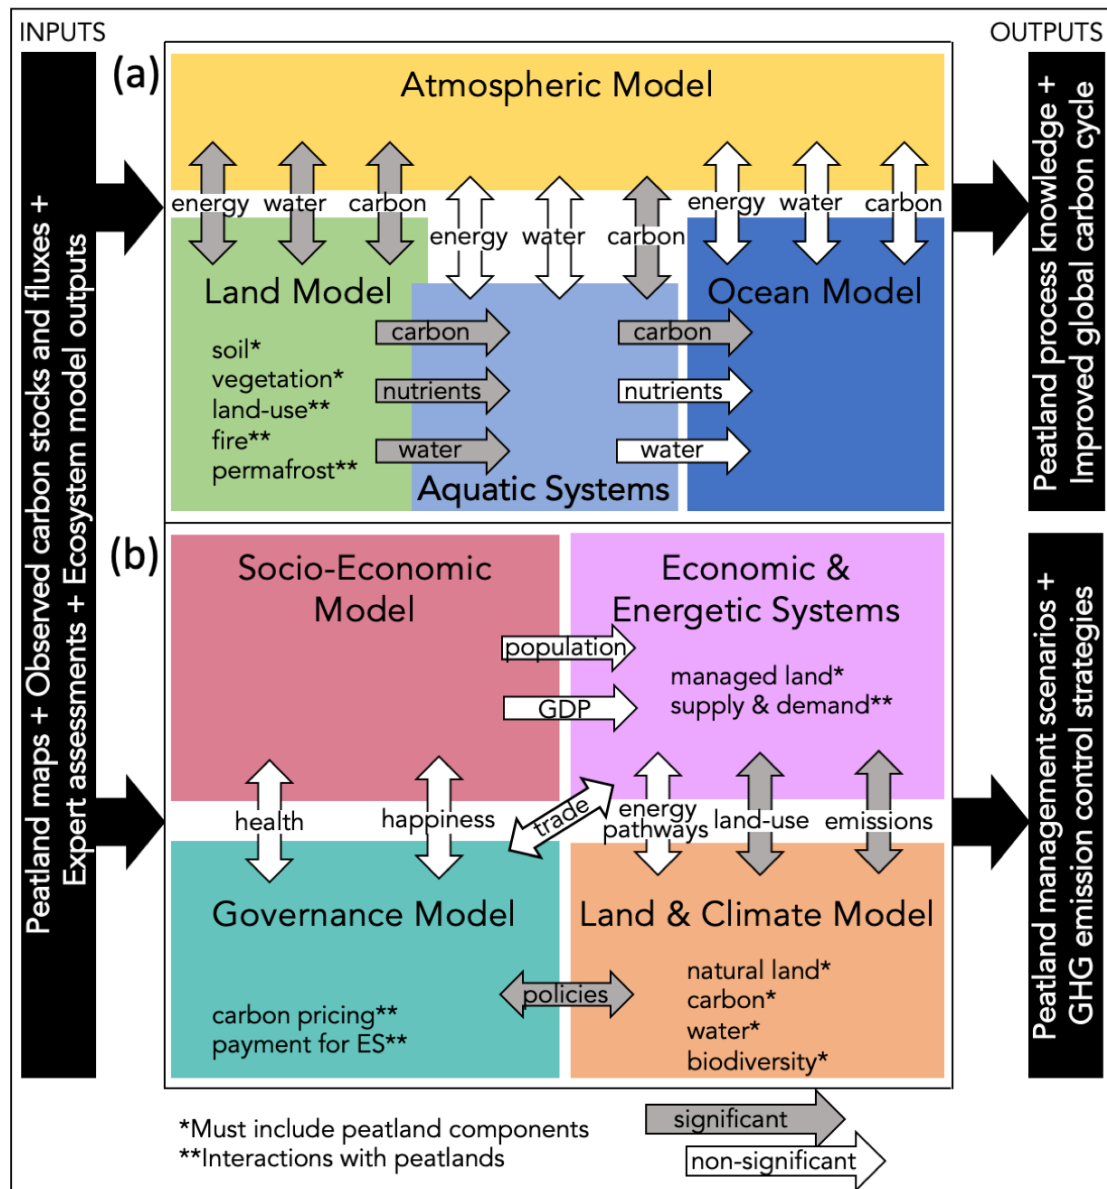 INPUTS
OUTPUTS
Peatland maps + Observed carbon stocks and fluxes +
Expert assessments + Ecosystem model outputs
(a)
Atmospheric Model
energy water carbon
energy water carbon
energy water carbon
Land Model
soil*
vegetation*
land-use**
fire**
permafrost**
carbon
nutrients
water
Aquatic Systems
carbon
nutrients
water
Ocean Model
Peatland process knowledge +
Improved global carbon cycle
(b)
Socio-Economic
Model
population
GDP
Economic &
Energetic Systems
managed land*
supply & demand**
health
happiness
trade
energy
pathways
land-use
emissions
Governance Model
carbon pricing**
payment for ES**
policies
Land & Climate Model
natural land*
carbon*
water*
biodiversity*
Peatland management scenarios +
GHG emission control strategies
*Must include peatland components
**Interactions with peatlands
significant
non-significant